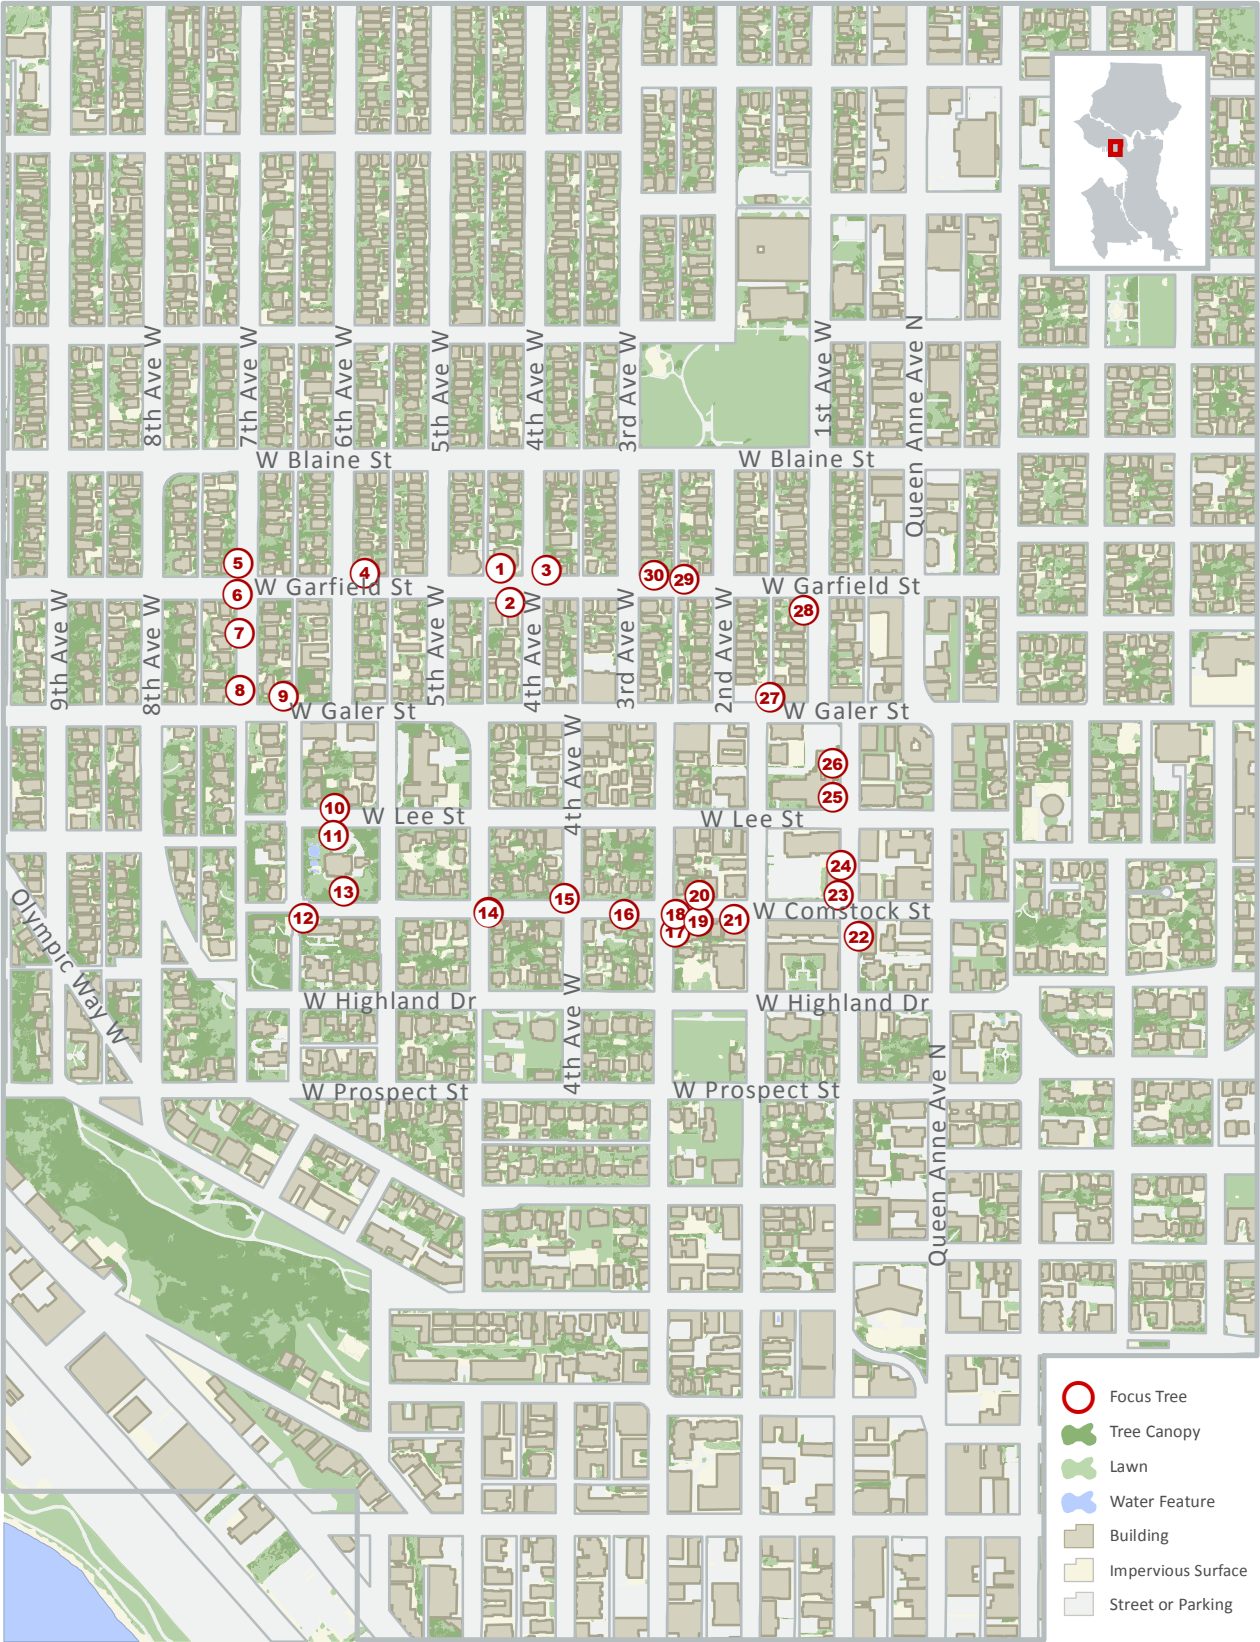 8th Ave W
7th Ave W
6th Ave W
5th Ave W
4th Ave W
3rd Ave W
1st Ave W
Queen Anne Ave N
W Blaine St
W Blaine St
5
4
1
3
30
29
W Garfield St
W Garfield St
6
2
28
9th Ave W
8th Ave W
5th Ave W
4th Ave W
3rd Ave W
2nd Ave W
7
8
9
27
W Galer St
W Galer St
4th Ave W
26
25
10
W Lee St
W Lee St
11
24
13
20
23
15
14
16
18
19
21
W Comstock St
12
17
22
Olympic Way W
W Highland Dr
W Highland Dr
4th Ave W
W Prospect St
W Prospect St
Queen Anne Ave N
Focus Tree
Tree Canopy
Lawn
Water Feature
Building
Impervious Surface
Street or Parking